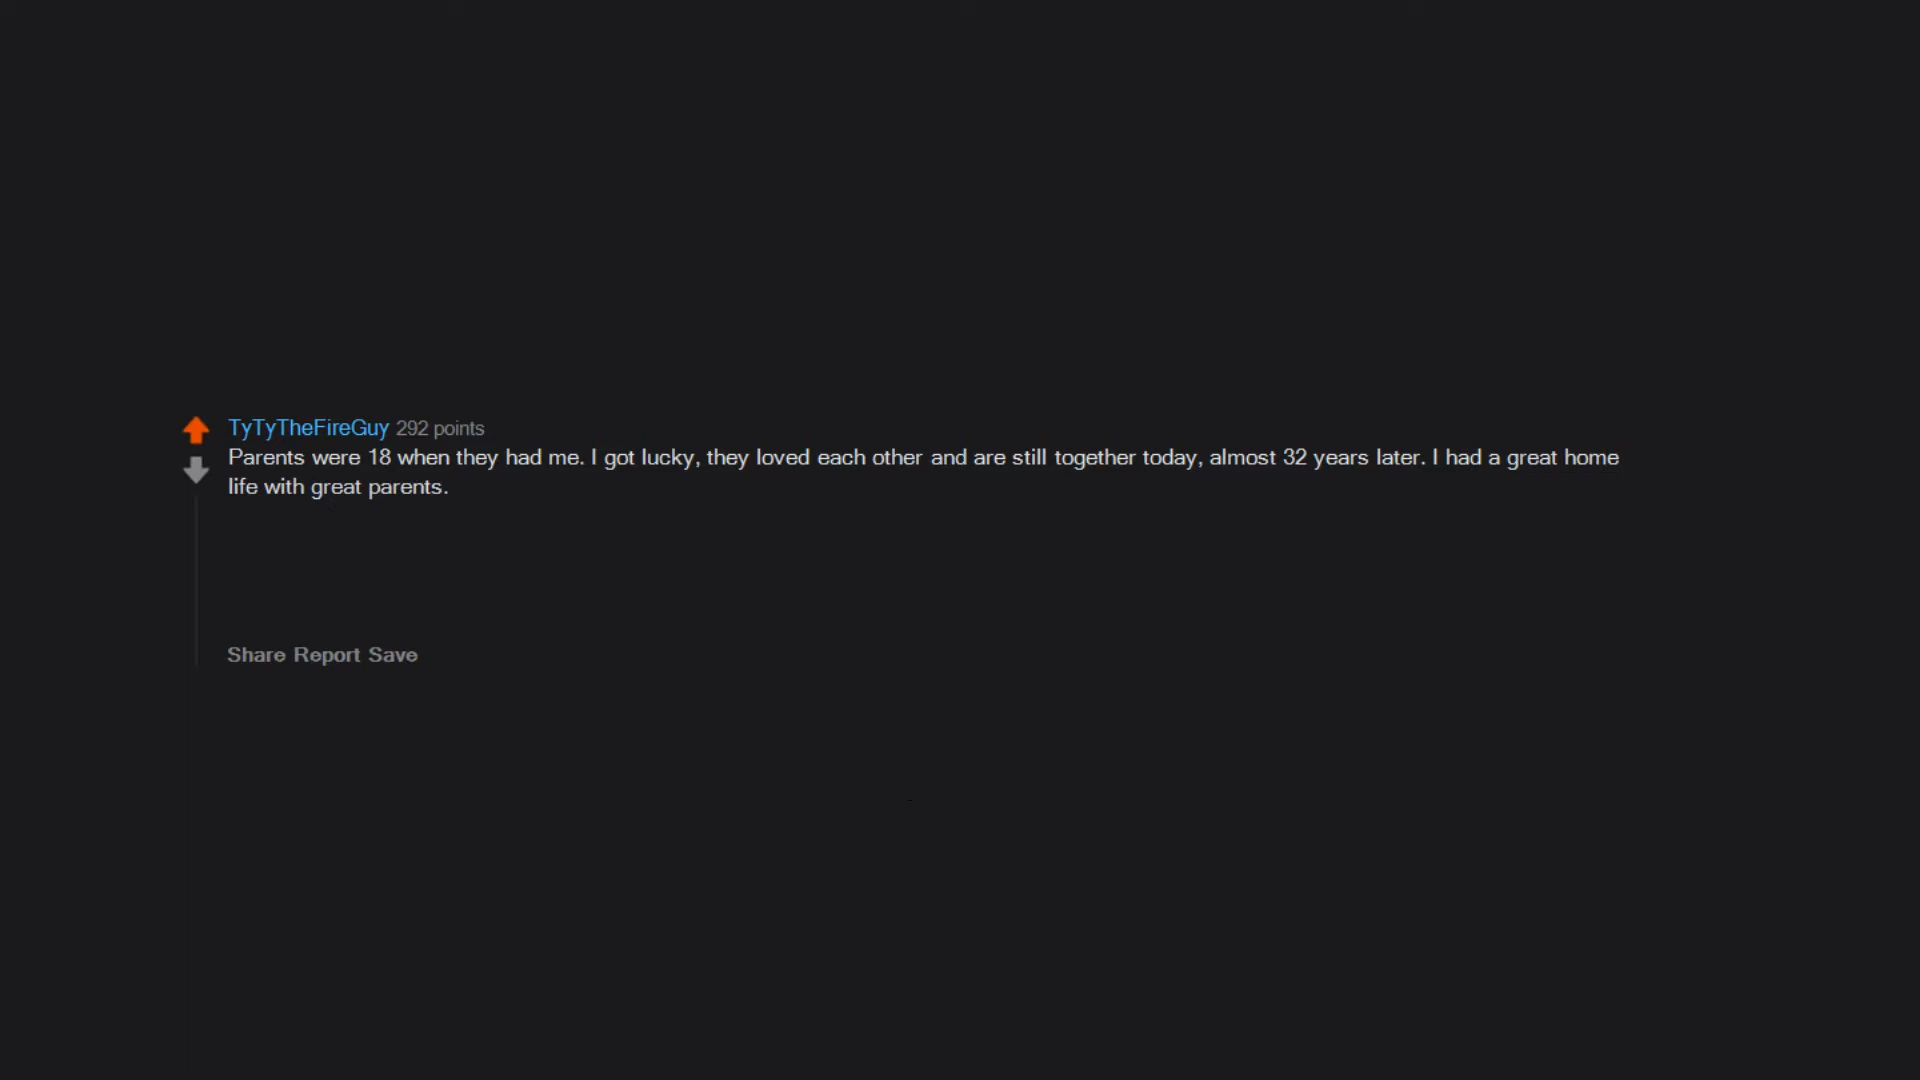 TyTyTheFireGuy 292 points
Parents were 18 when they had me. I got lucky, they loved each other and are still together today, almost 32 years later. I had a great home
life with great parents.
Share Report Save